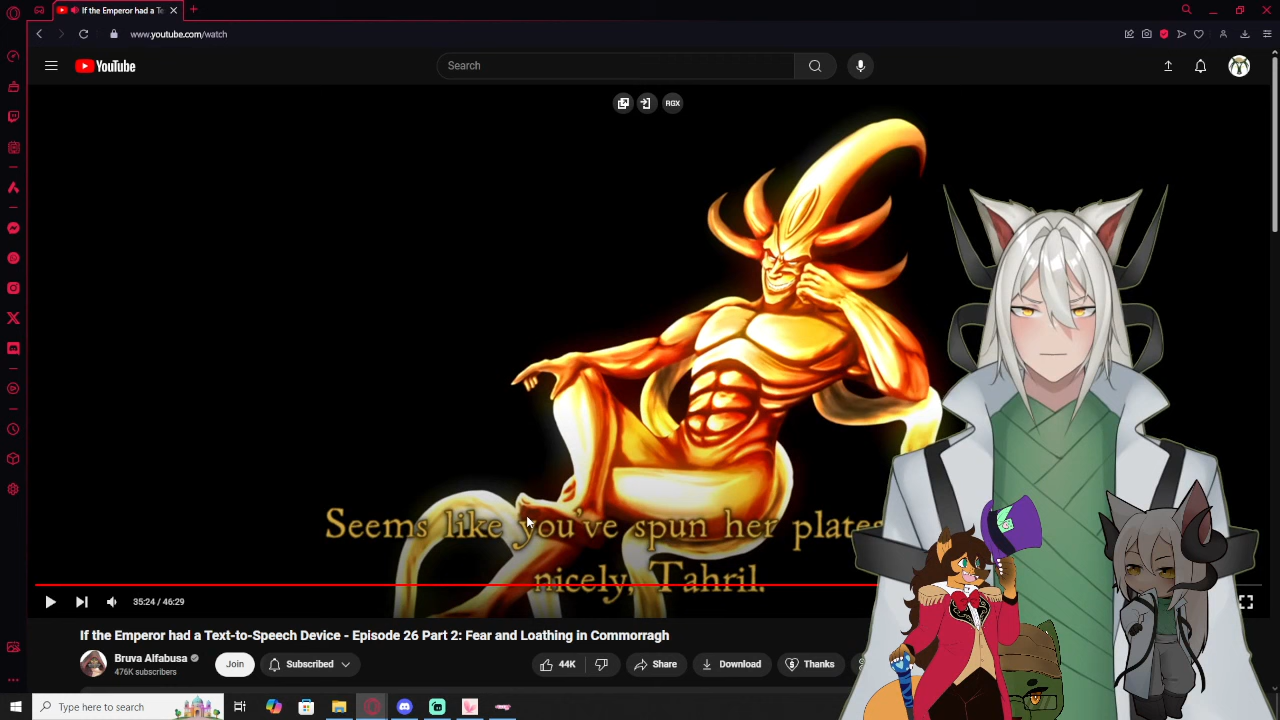 If the Emperor had a Te
www.youtube.com/watch
YouTube
Search
RGX
Seems like you've spun her plates
nicely, Tahril.
35:24 / 46:29
If the Emperor had a Text-to-Speech Device - Episode 26 Part 2: Fear and Loathing in Commorragh
Bruva Alfabusa
476K subscribers
Join
Subscribed
44K
Share
Download
Thanks
Type here to search